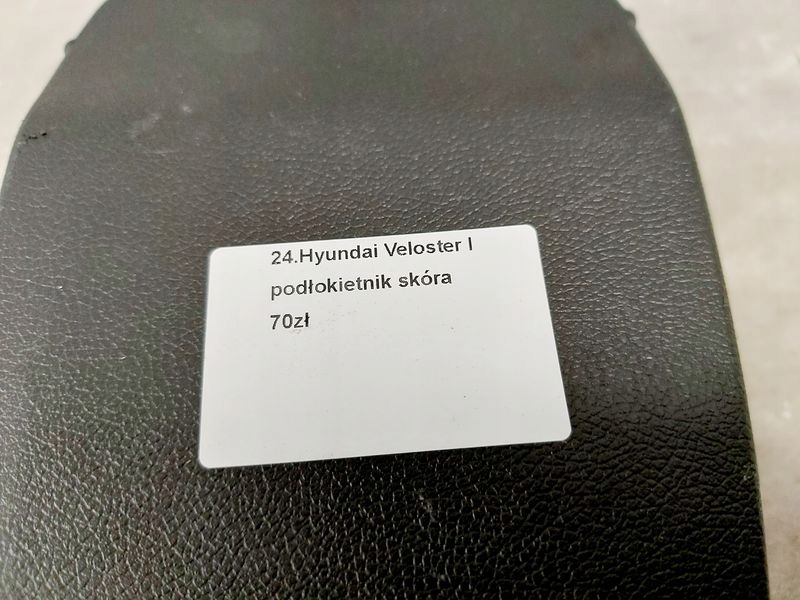 24.Hyundai Veloster I
podłokietnik skóra
70zł